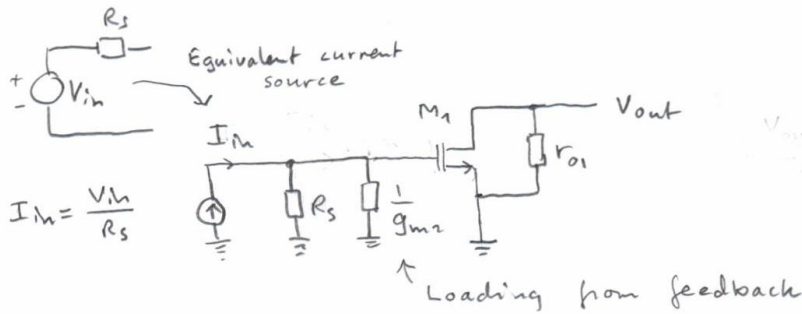 Rs
Equivalent current
source
+
-
Vin
M1
Vout
Iin
ro1
Iin = Vin / Rs
Rs
1 / gm2
Loading from feedback